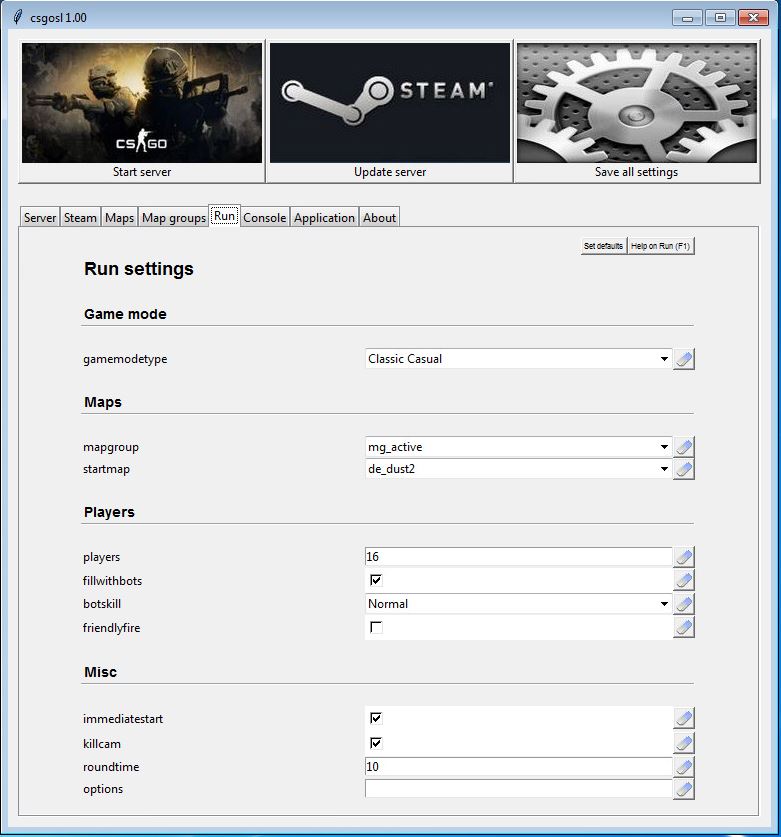 csgosl 1.00
CS GO
STEAM
Start server Update server Save all settings
Server Steam Maps Map groups Run Console Application About
Set defaults Help on Run (F1)
Run settings
Game mode
gamemodetype Classic Casual
Maps
mapgroup mg_active
startmap de_dust2
Players
players 16
fillwithbots
botskill Normal
friendlyfire
Misc
immediatestart
killcam
roundtime 10
options